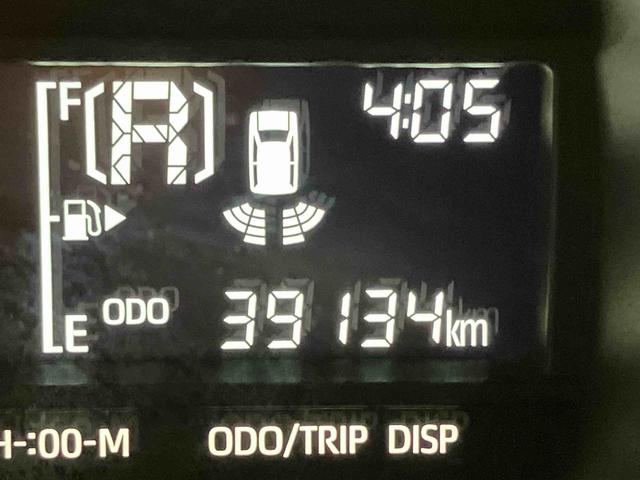 F (R) 4:05
E ODO 39134km
H-:00-M ODO/TRIP DISP